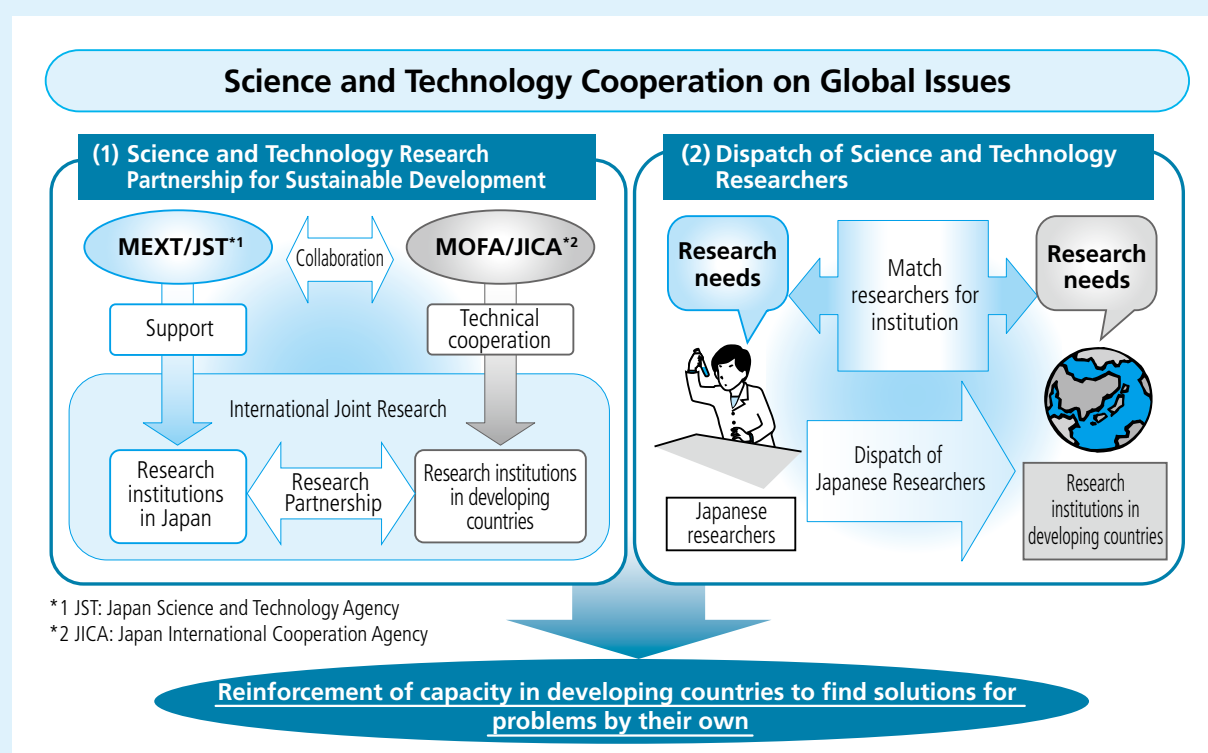 Science and Technology Cooperation on Global Issues
(1) Science and Technology Research
Partnership for Sustainable Development
MEXT/JST*1
Collaboration
MOFA/JICA*2
Support
Technical
cooperation
International Joint Research
Research
institutions
in Japan
Research
Partnership
Research institutions
in developing
countries
(2) Dispatch of Science and Technology
Researchers
Research
needs
Match
researchers for
institution
Research
needs
Dispatch of
Japanese Researchers
Japanese
researchers
Research
institutions in
developing countries
*1 JST: Japan Science and Technology Agency
*2 JICA: Japan International Cooperation Agency
Reinforcement of capacity in developing countries to find solutions for
problems by their own